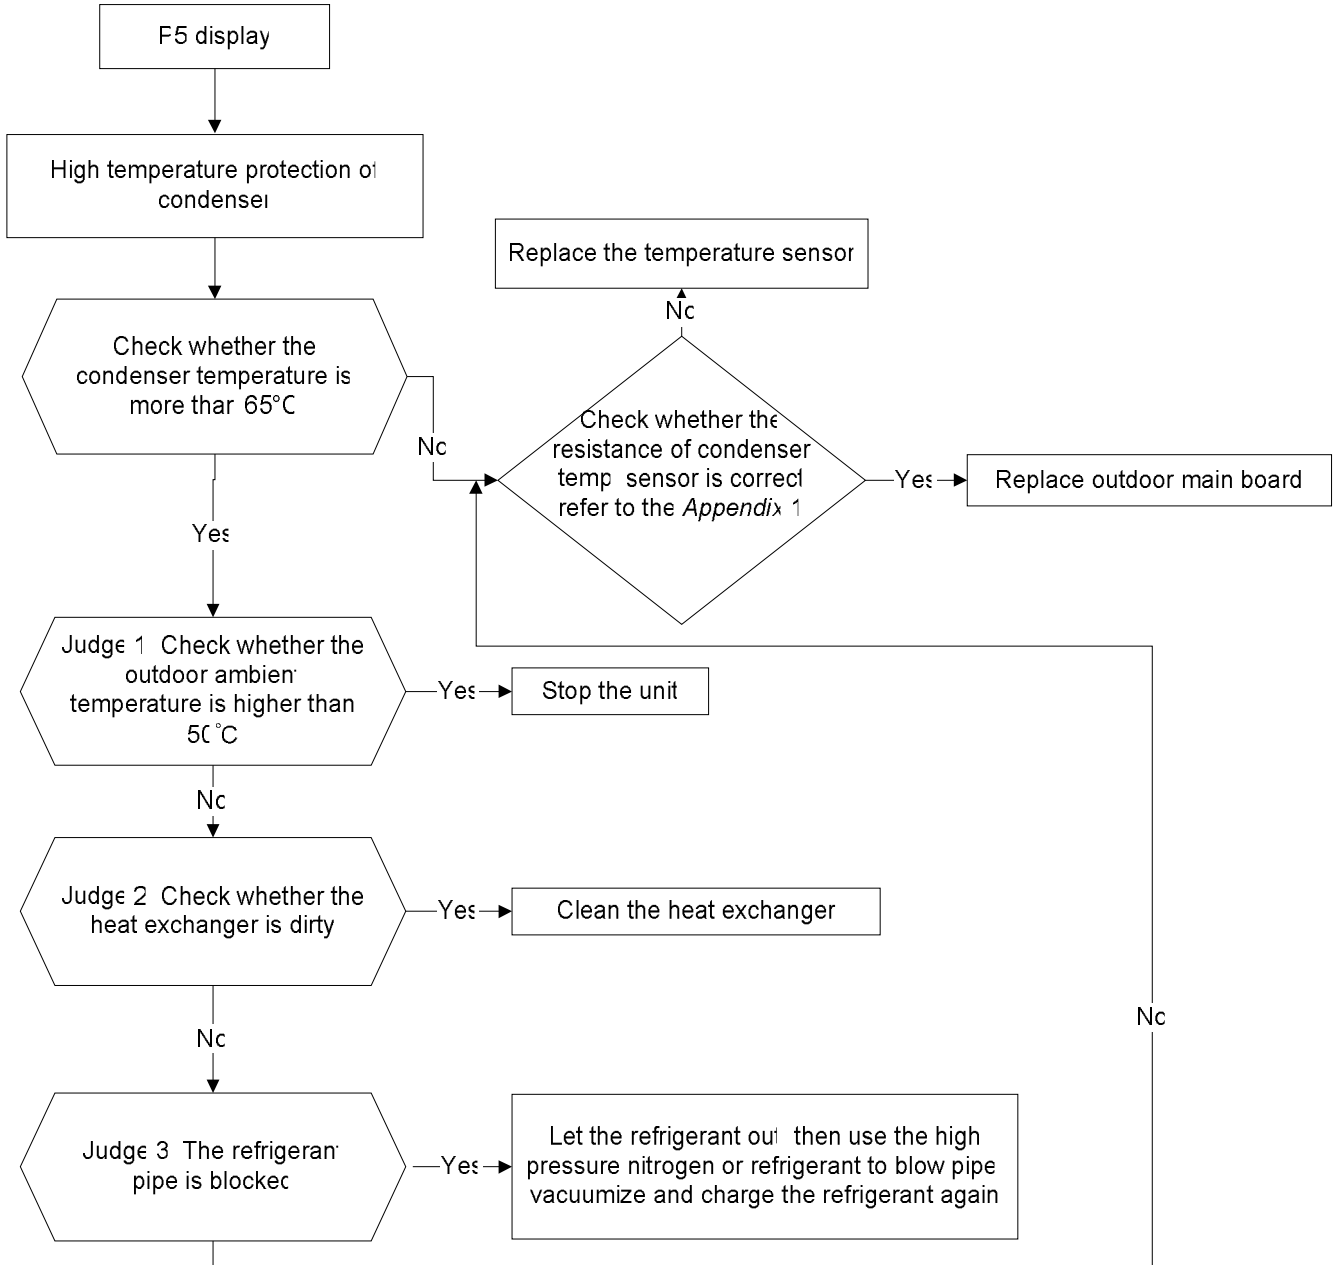 F5 display
High temperature protection of
condenser
Replace the temperature sensor
No
Check whether the
condenser temperature is
more than 65°C
No
Check whether the
resistance of condenser
temp sensor is correct
refer to the Appendix 1
Yes
Replace outdoor main board
Yes
Judge 1 Check whether the
outdoor ambient
temperature is higher than
50°C
Yes
Stop the unit
No
Judge 2 Check whether the
heat exchanger is dirty
Yes
Clean the heat exchanger
No
No
Judge 3 The refrigerant
pipe is blocked
Yes
Let the refrigerant out then use the high
pressure nitrogen or refrigerant to blow pipe
vacuumize and charge the refrigerant again